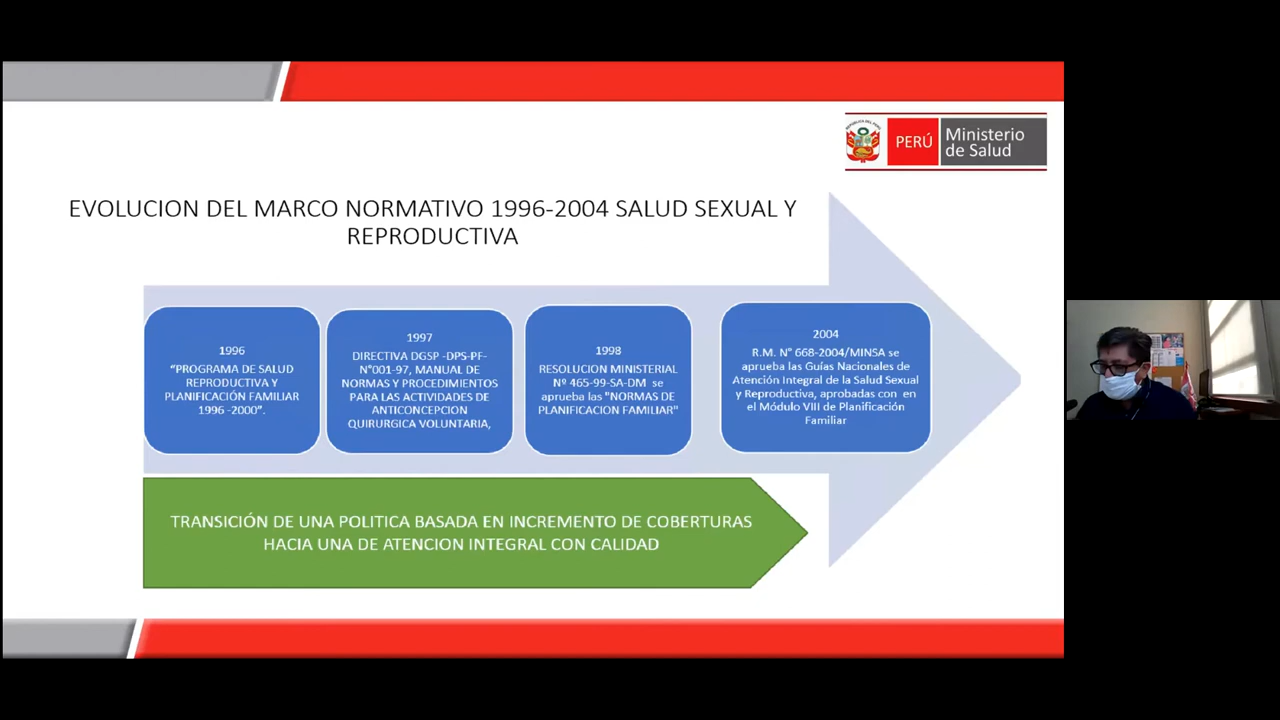 REPUBLICA DEL PERU
PERÚ
Ministerio
de Salud
EVOLUCION DEL MARCO NORMATIVO 1996-2004 SALUD SEXUAL Y
REPRODUCTIVA
1996
“PROGRAMA DE SALUD
REPRODUCTIVA Y
PLANIFICACIÓN FAMILIAR
1996 -2000”.
1997
DIRECTIVA DGSP -DPS-PF-
N°001-97, MANUAL DE
NORMAS Y PROCEDIMIENTOS
PARA LAS ACTIVIDADES DE
ANTICONCEPCION
QUIRURGICA VOLUNTARIA,
1998
RESOLUCION MINISTERIAL
Nº 465-99-SA-DM se
aprueba las "NORMAS DE
PLANIFICACION FAMILIAR"
2004
R.M. N° 668-2004/MINSA se
aprueba las Guías Nacionales de
Atención Integral de la Salud Sexual
y Reproductiva, aprobadas con en
el Módulo VIII de Planificación
Familiar
TRANSICIÓN DE UNA POLITICA BASADA EN INCREMENTO DE COBERTURAS
HACIA UNA DE ATENCION INTEGRAL CON CALIDAD